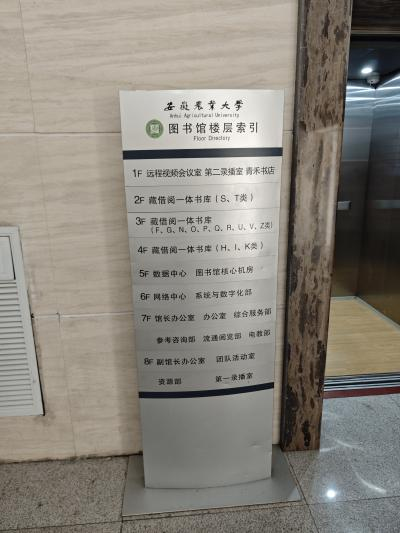 安徽农业大学
Anhui Agricultural University
图书馆楼层索引
Floor Directory
1F 远程视频会议室 第二录播室 青禾书店
2F 藏借阅一体书库（S、T类）
3F 藏借阅一体书库
（F、G、N、O、P、Q、R、U、V、Z类）
4F 藏借阅一体书库（H、I、K类）
5F 数据中心 图书馆核心机房
6F 网络中心 系统与数字化部
7F 馆长办公室 办公室 综合服务部
参考咨询部 流通阅览部 电教部
8F 副馆长办公室 团队活动室
资源部 第一录播室